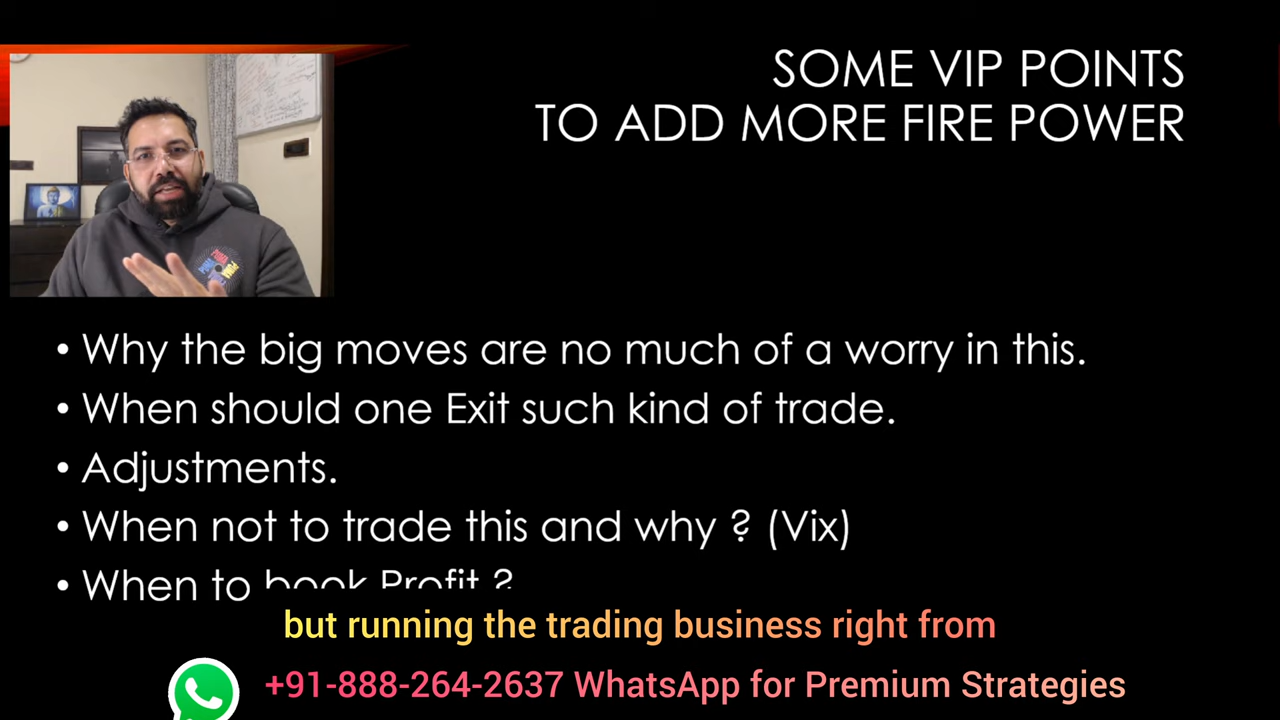 SOME VIP POINTS
TO ADD MORE FIRE POWER
• Why the big moves are no much of a worry in this.
• When should one Exit such kind of trade.
• Adjustments.
• When not to trade this and why ? (Vix)
• When to book Profit ?
but running the trading business right from
+91-888-264-2637 WhatsApp for Premium Strategies